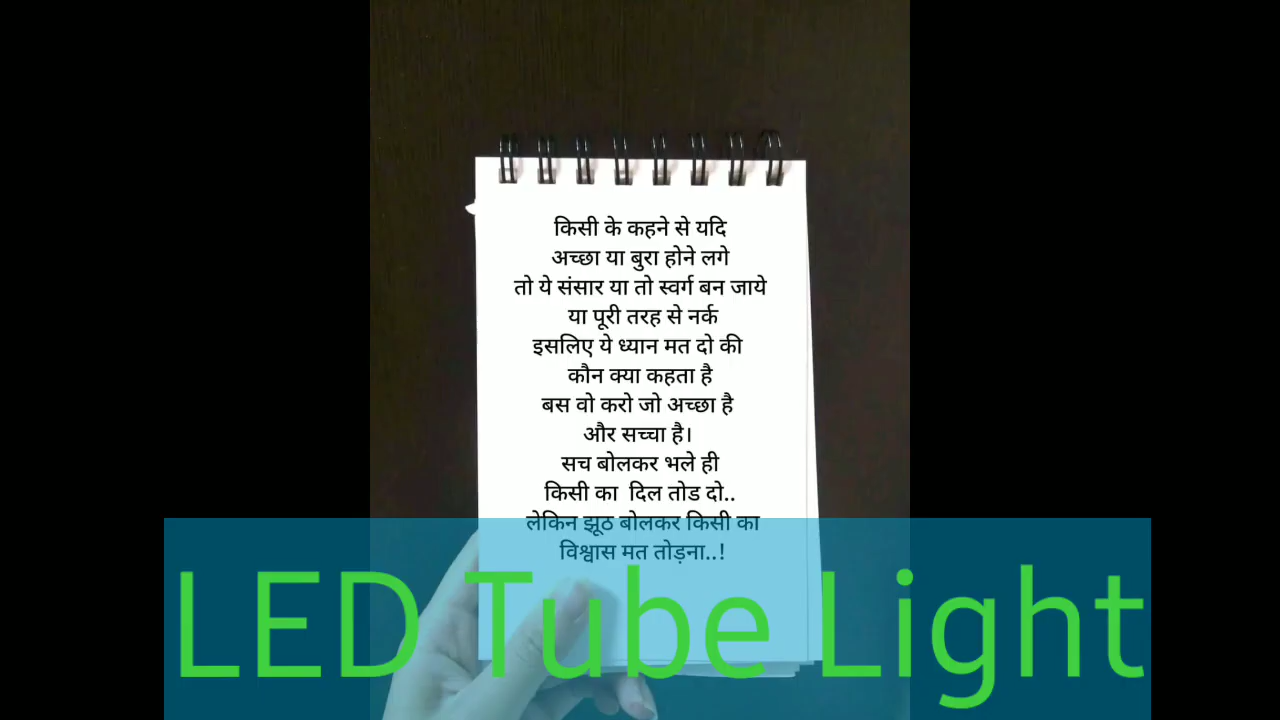 किसी के कहने से यदि
अच्छा या बुरा होने लगे
तो ये संसार या तो स्वर्ग बन जाये
या पूरी तरह से नर्क
इसलिए ये ध्यान मत दो की
कौन क्या कहता है
बस वो करो जो अच्छा है
और सच्चा है।
सच बोलकर भले ही
किसी का दिल तोड दो..
लेकिन झूठ बोलकर किसी का
विश्वास मत तोड़ना..!
LED Tube Light